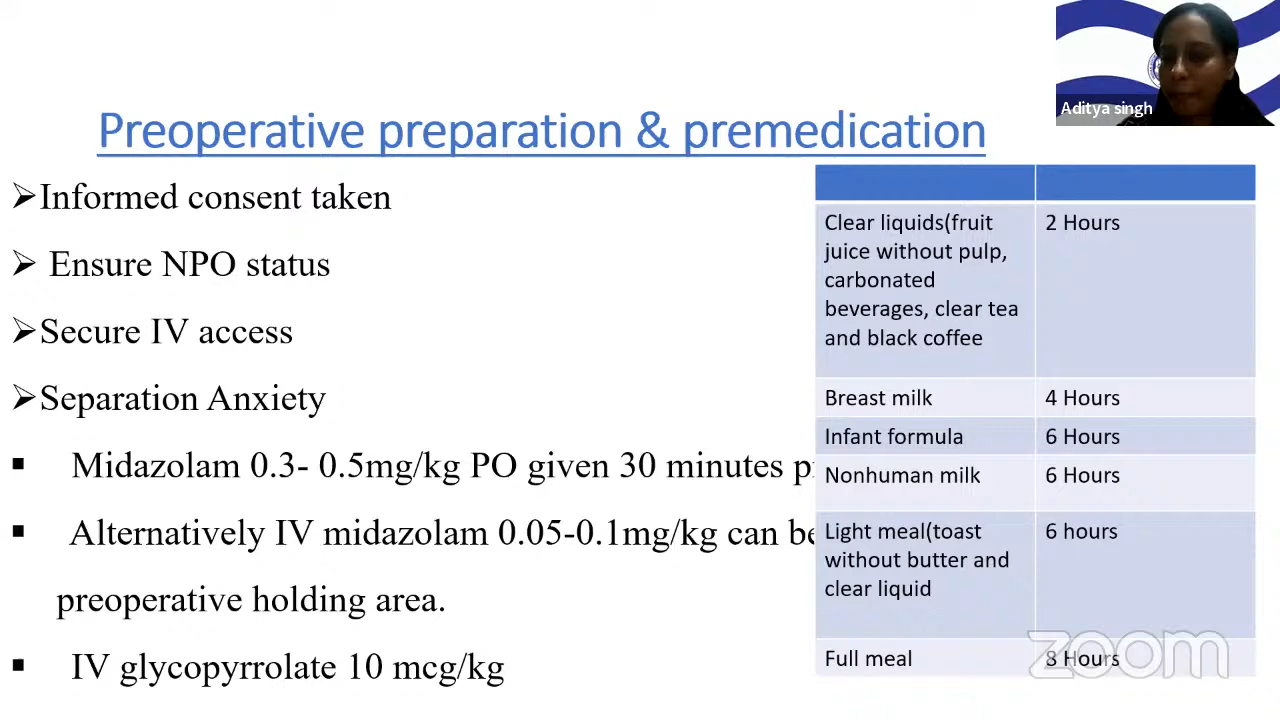 Aditya singh
Preoperative preparation & premedication
➢Informed consent taken
➢ Ensure NPO status
➢Secure IV access
➢Separation Anxiety
▪ Midazolam 0.3- 0.5mg/kg PO given 30 minutes
▪ Alternatively IV midazolam 0.05-0.1mg/kg can be
preoperative holding area.
▪ IV glycopyrrolate 10 mcg/kg
Clear liquids(fruit
juice without pulp,
carbonated
beverages, clear tea
and black coffee
2 Hours
Breast milk
4 Hours
Infant formula
6 Hours
Nonhuman milk
6 Hours
Light meal(toast
without butter and
clear liquid
6 hours
Full meal
8 Hours
zoom